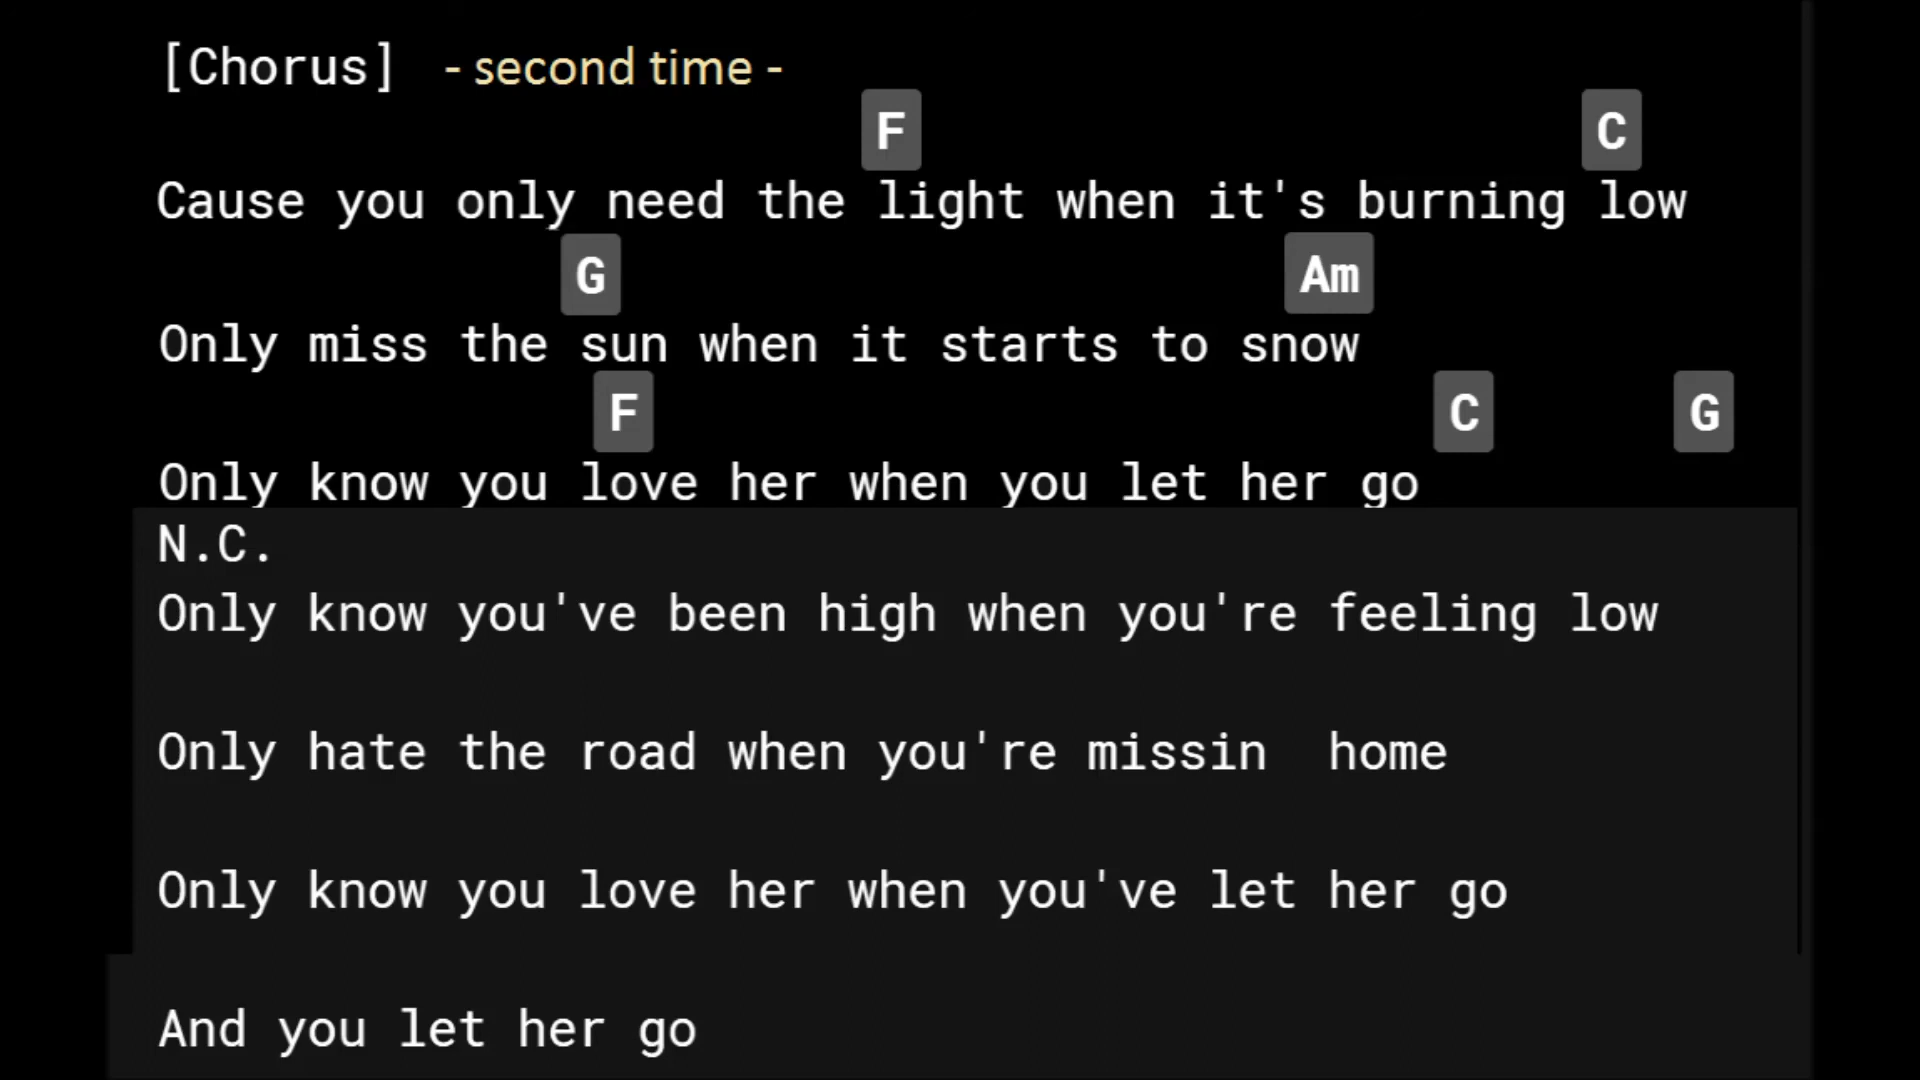 [Chorus] - second time -
F C
Cause you only need the light when it's burning low
G Am
Only miss the sun when it starts to snow
F C G
Only know you love her when you let her go
N.C.
Only know you've been high when you're feeling low
Only hate the road when you're missin home
Only know you love her when you've let her go
And you let her go